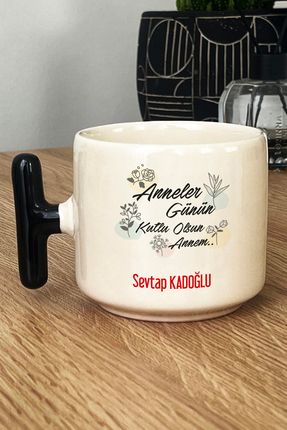 Anneler
Günün
Kutlu Olsun
Annem..
Sevtap KADOĞLU